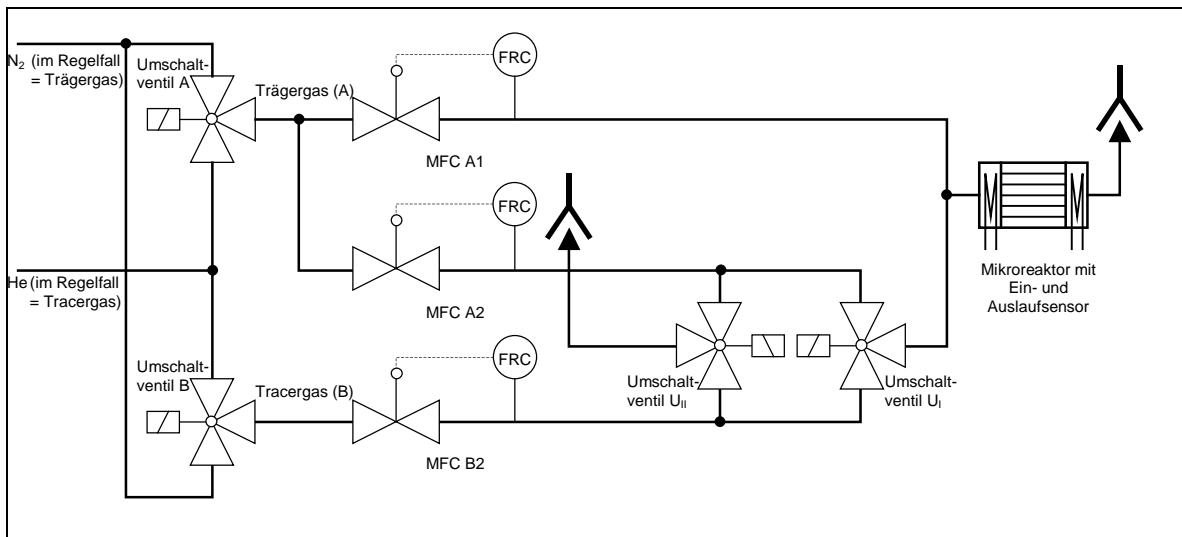 N2 (im Regelfall
= Trägergas)
Umschalt-
ventil A
Trägergas (A)
FRC
MFC A1
FRC
MFC A2
He (im Regelfall
= Tracergas)
Mikroreaktor mit
Ein- und
Auslaufsensor
Umschalt-
ventil B
Tracergas (B)
FRC
MFC B2
Umschalt-
ventil UII
Umschalt-
ventil UI